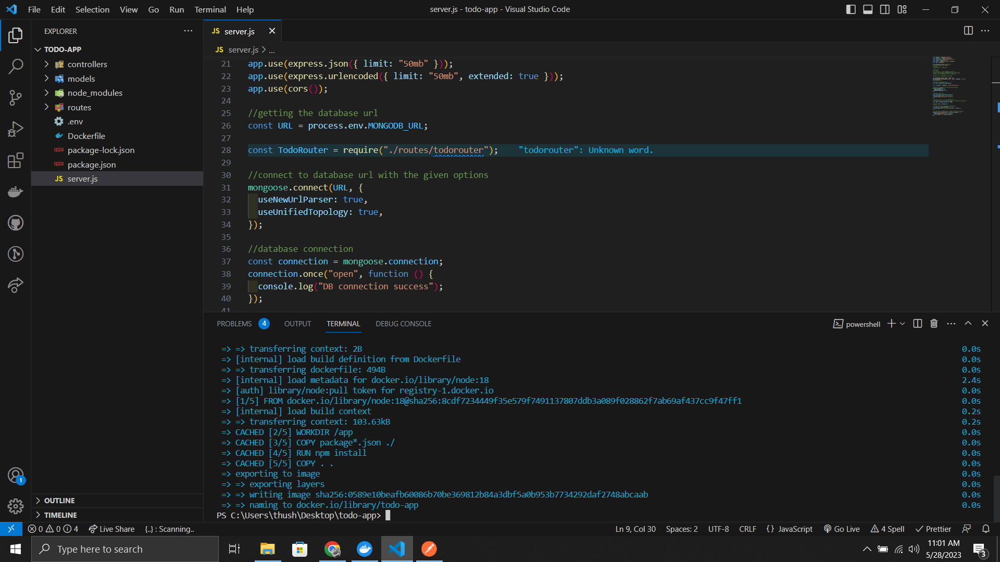 File Edit Selection View Go Run Terminal Help
server.js - todo-app - Visual Studio Code
EXPLORER
TODO-APP
controllers
models
node_modules
routes
.env
Dockerfile
package-lock.json
package.json
JS server.js
OUTLINE
TIMELINE
JS server.js
JS server.js > ...
21 app.use(express.json({ limit: "50mb" }));
22 app.use(express.urlencoded({ limit: "50mb", extended: true }));
23 app.use(cors());
24
25 //getting the database url
26 const URL = process.env.MONGODB_URL;
27
28 const TodoRouter = require("./routes/todorouter"); "todorouter": Unknown word.
29
30 //connect to database url with the given options
31 mongoose.connect(URL, {
32 useNewUrlParser: true,
33 useUnifiedTopology: true,
34 });
35
36 //database connection
37 const connection = mongoose.connection;
38 connection.once("open", function () {
39 console.log("DB connection success");
40 });
41
PROBLEMS 4 OUTPUT TERMINAL DEBUG CONSOLE
powershell
=> => transferring context: 2B 0.0s
=> [internal] load build definition from Dockerfile 0.0s
=> => transferring dockerfile: 494B 0.0s
=> [internal] load metadata for docker.io/library/node:18 2.4s
=> [auth] library/node:pull token for registry-1.docker.io 0.0s
=> [1/5] FROM docker.io/library/node:18@sha256:8cdf7234449f35e579f7491137807ddb3a089f028862f7ab69af437cc9f47ff1 0.0s
=> [internal] load build context 0.2s
=> => transferring context: 103.63kB 0.2s
=> CACHED [2/5] WORKDIR /app 0.0s
=> CACHED [3/5] COPY package*.json ./ 0.0s
=> CACHED [4/5] RUN npm install 0.0s
=> CACHED [5/5] COPY . . 0.0s
=> exporting to image 0.0s
=> => exporting layers 0.0s
=> => writing image sha256:0589e10beafb60086b70be369812b84a3dbf5a0b953b7734292daf2748abcaab 0.0s
=> => naming to docker.io/library/todo-app 0.0s
PS C:\Users\thush\Desktop\todo-app>
1
0 0 4 Live Share {..} : Scanning..
Ln 9, Col 30 Spaces: 2 UTF-8 CRLF {} JavaScript Go Live 4 Spell Prettier
Type here to search
11:01 AM
5/28/2023
3